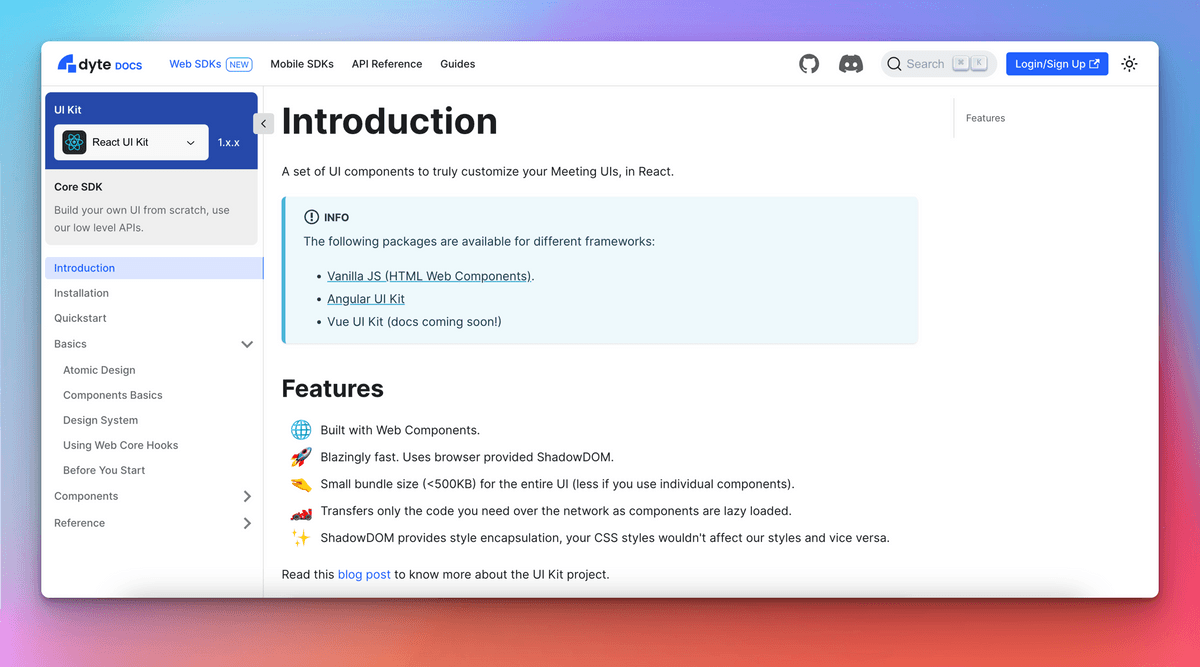 dyte DOCS
Web SDKs NEW
Mobile SDKs
API Reference
Guides
Search ⌘ K
Login/Sign Up
UI Kit
React UI Kit
1.x.x
Core SDK
Build your own UI from scratch, use
our low level APIs.
Introduction
Installation
Quickstart
Basics
Atomic Design
Components Basics
Design System
Using Web Core Hooks
Before You Start
Components
Reference
Introduction
A set of UI components to truly customize your Meeting UIs, in React.
INFO
The following packages are available for different frameworks:
• Vanilla JS (HTML Web Components).
• Angular UI Kit
• Vue UI Kit (docs coming soon!)
Features
🌐 Built with Web Components.
🚀 Blazingly fast. Uses browser provided ShadowDOM.
🤏 Small bundle size (<500KB) for the entire UI (less if you use individual components).
🏎️ Transfers only the code you need over the network as components are lazy loaded.
✨ ShadowDOM provides style encapsulation, your CSS styles wouldn't affect our styles and vice versa.
Read this blog post to know more about the UI Kit project.
Features